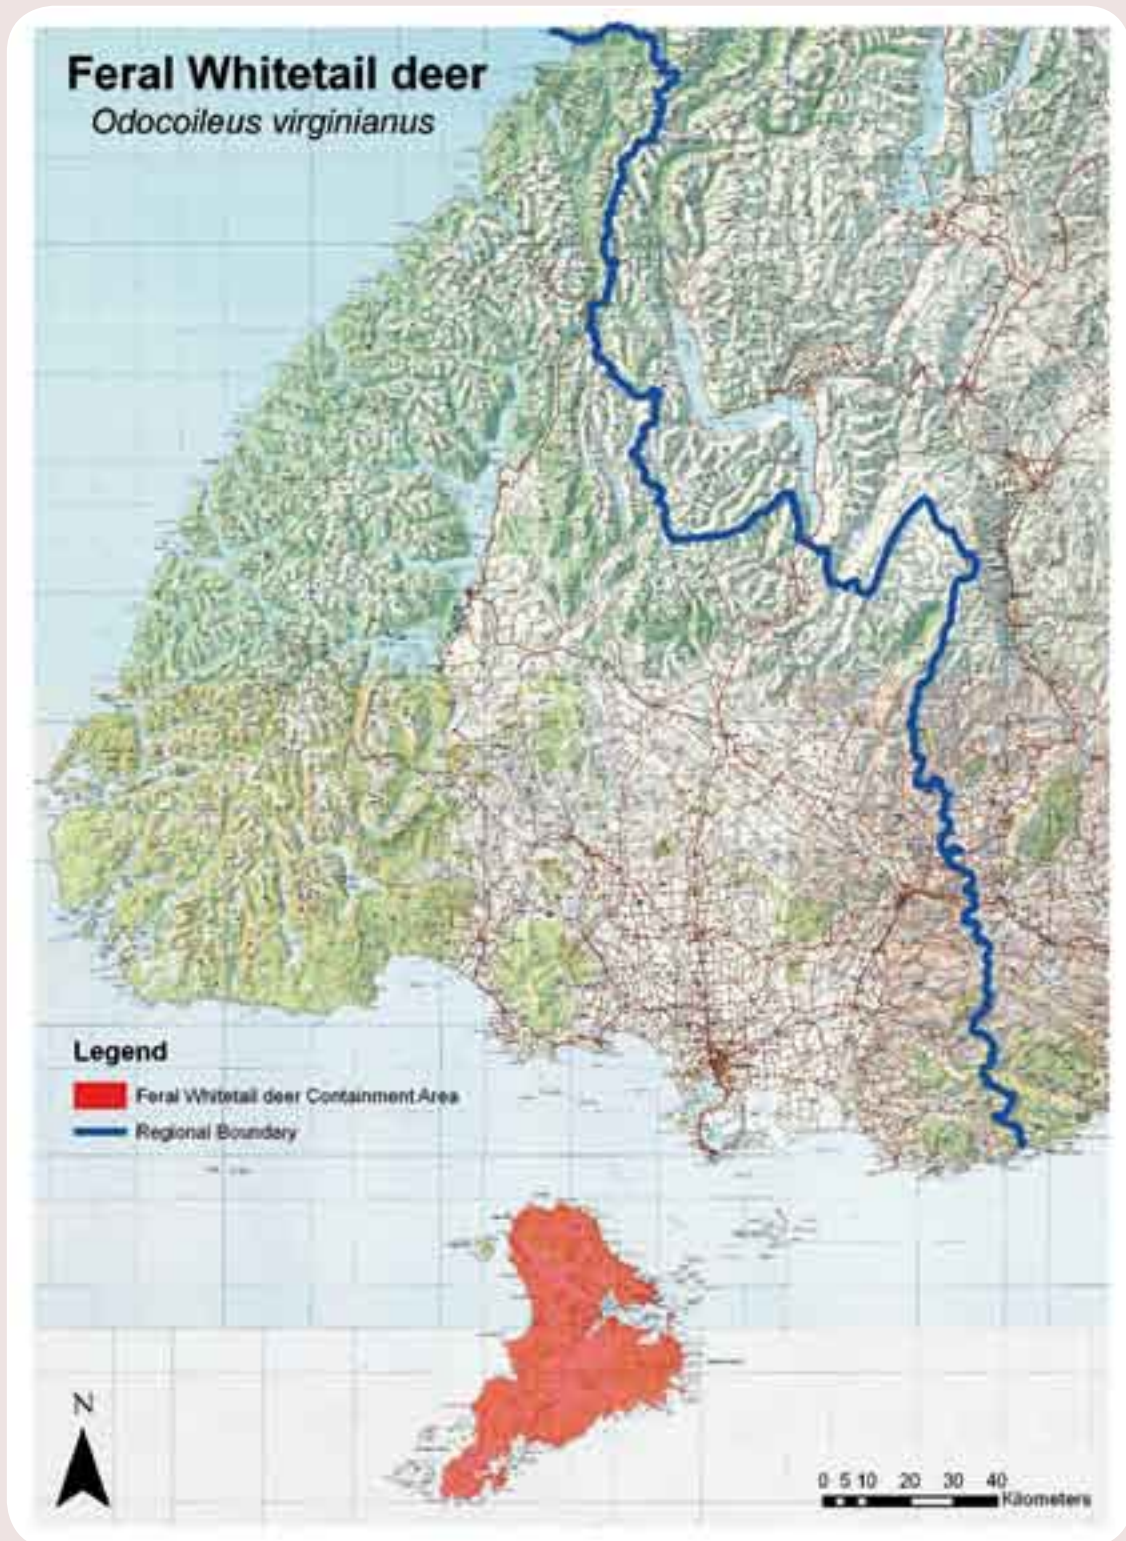 Feral Whitetail deer
Odocoileus virginianus
Legend
Feral Whitetail deer Containment Area
Regional Boundary
N
0 5 10 20 30 40
Kilometers